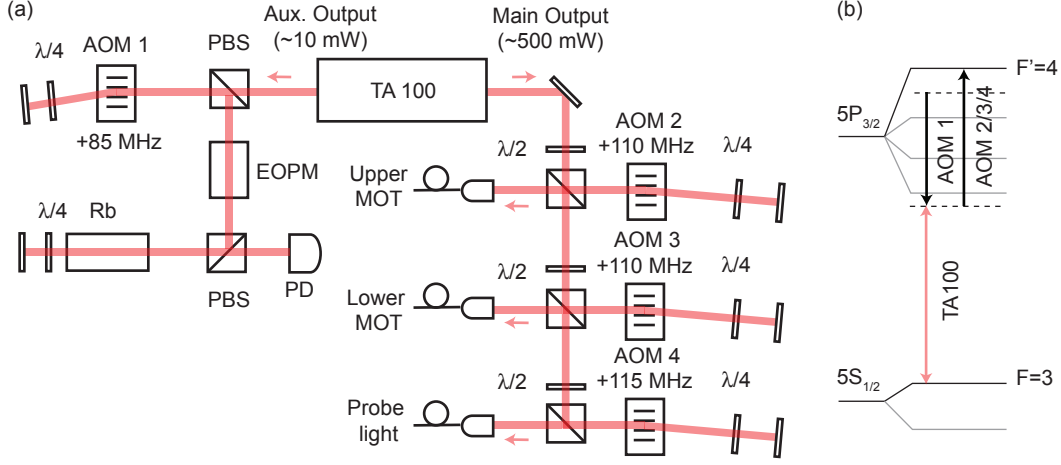 (a)
Aux. Output
(~10 mW)
Main Output
(~500 mW)
λ/4
AOM 1
PBS
TA 100
+85 MHz
EOPM
λ/4
Rb
PBS
PD
λ/2
AOM 2
+110 MHz
λ/4
Upper
MOT
λ/2
AOM 3
+110 MHz
λ/4
Lower
MOT
λ/2
AOM 4
+115 MHz
λ/4
Probe
light
(b)
F'=4
5P3/2
AOM 1
AOM 2/3/4
TA100
5S1/2
F=3